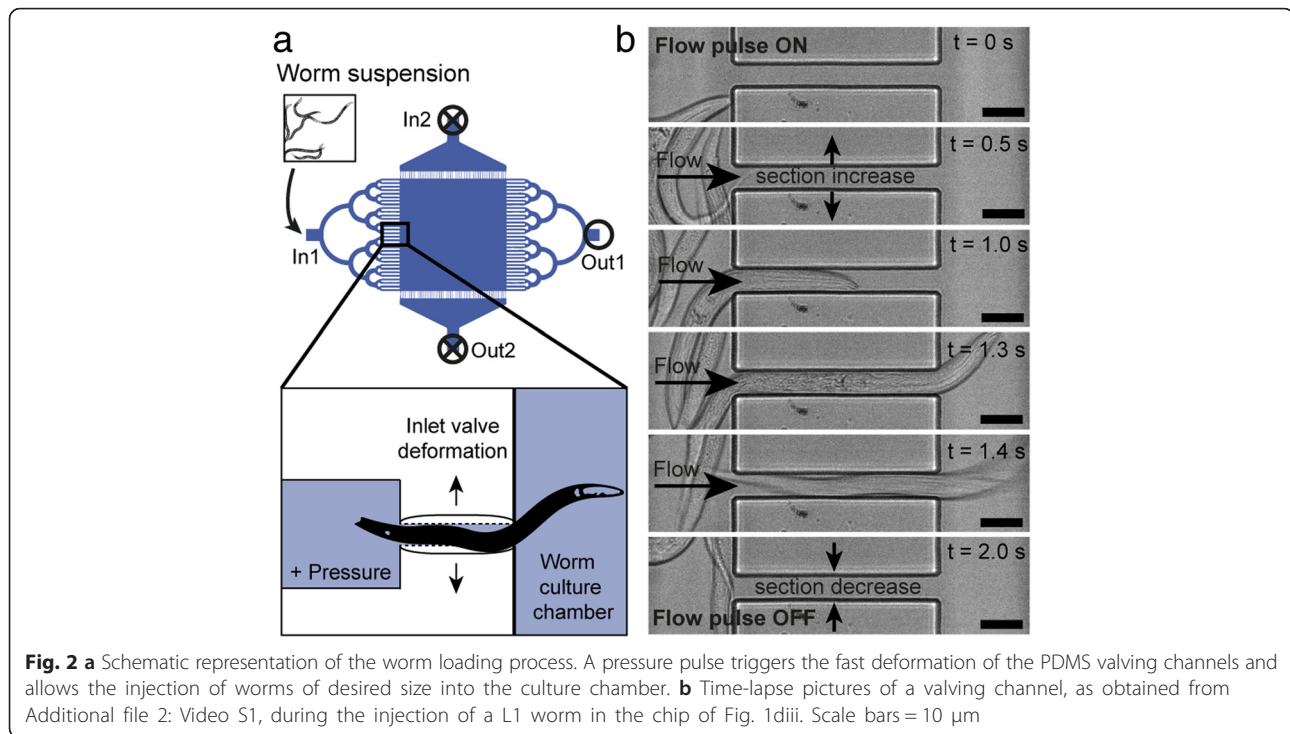 a
Worm suspension
In2
In1
Out1
Out2
Inlet valve
deformation
+ Pressure
Worm
culture
chamber
b
Flow pulse ON
t = 0 s
t = 0.5 s
Flow
section increase
t = 1.0 s
Flow
t = 1.3 s
Flow
t = 1.4 s
Flow
t = 2.0 s
section decrease
Flow pulse OFF
Fig. 2 a Schematic representation of the worm loading process. A pressure pulse triggers the fast deformation of the PDMS valving channels and
allows the injection of worms of desired size into the culture chamber. b Time-lapse pictures of a valving channel, as obtained from
Additional file 2: Video S1, during the injection of a L1 worm in the chip of Fig. 1diii. Scale bars = 10 μm